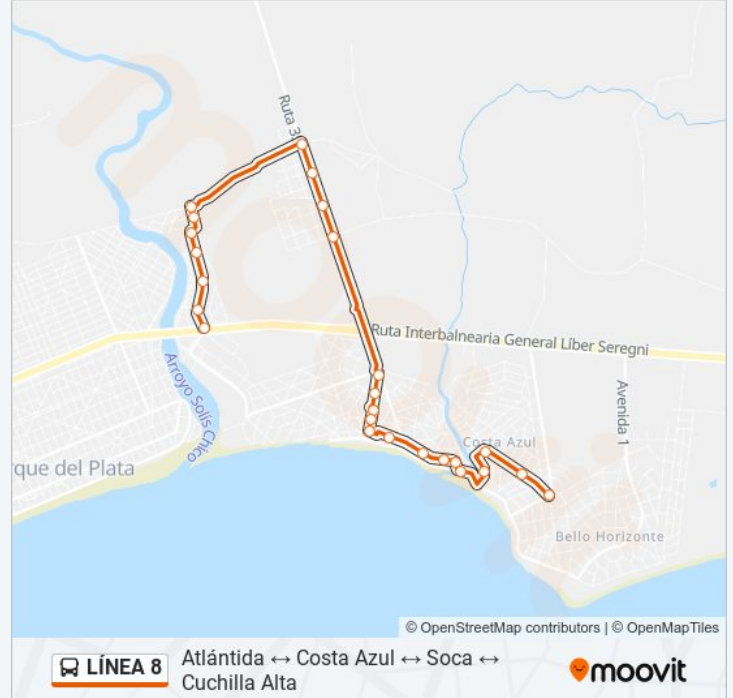 Ruta 3
Ruta Interbalnearia General Líber Seregni
Arroyo Solís Chico
Avenida 1
Costa Azul
rque del Plata
Bello Horizonte
© OpenStreetMap contributors | © OpenMapTiles
LÍNEA 8
Atlántida ↔ Costa Azul ↔ Soca ↔
Cuchilla Alta
moovit